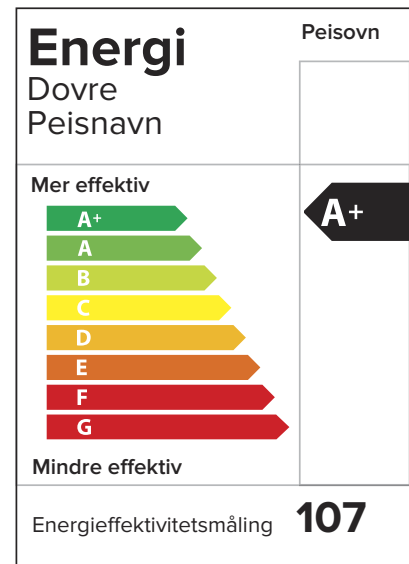 Energi
Dovre
Peisnavn
Peisovn
Mer effektiv
A+
A
B
C
D
E
F
G
A+
Mindre effektiv
Energieffektivitetsmåling 107